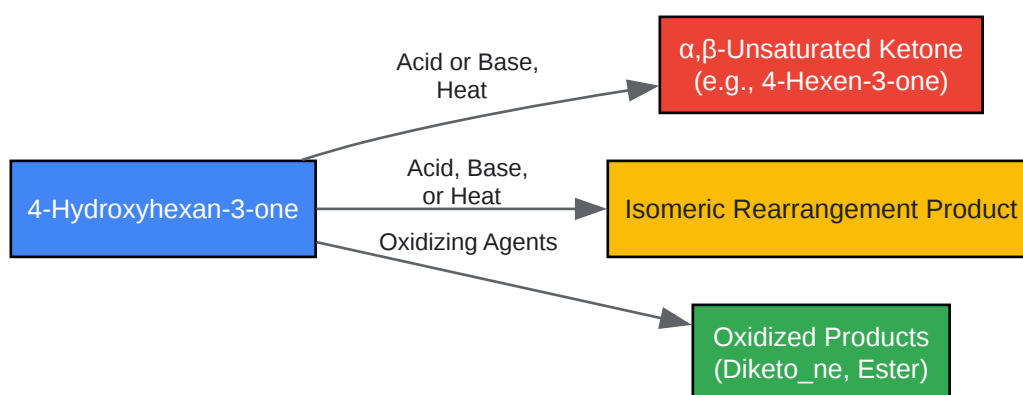 α,β-Unsaturated Ketone
(e.g., 4-Hexen-3-one)
Acid or Base,
Heat
4-Hydroxyhexan-3-one
Acid, Base,
or Heat
Isomeric Rearrangement Product
Oxidizing Agents
Oxidized Products
(Diketo_ne, Ester)